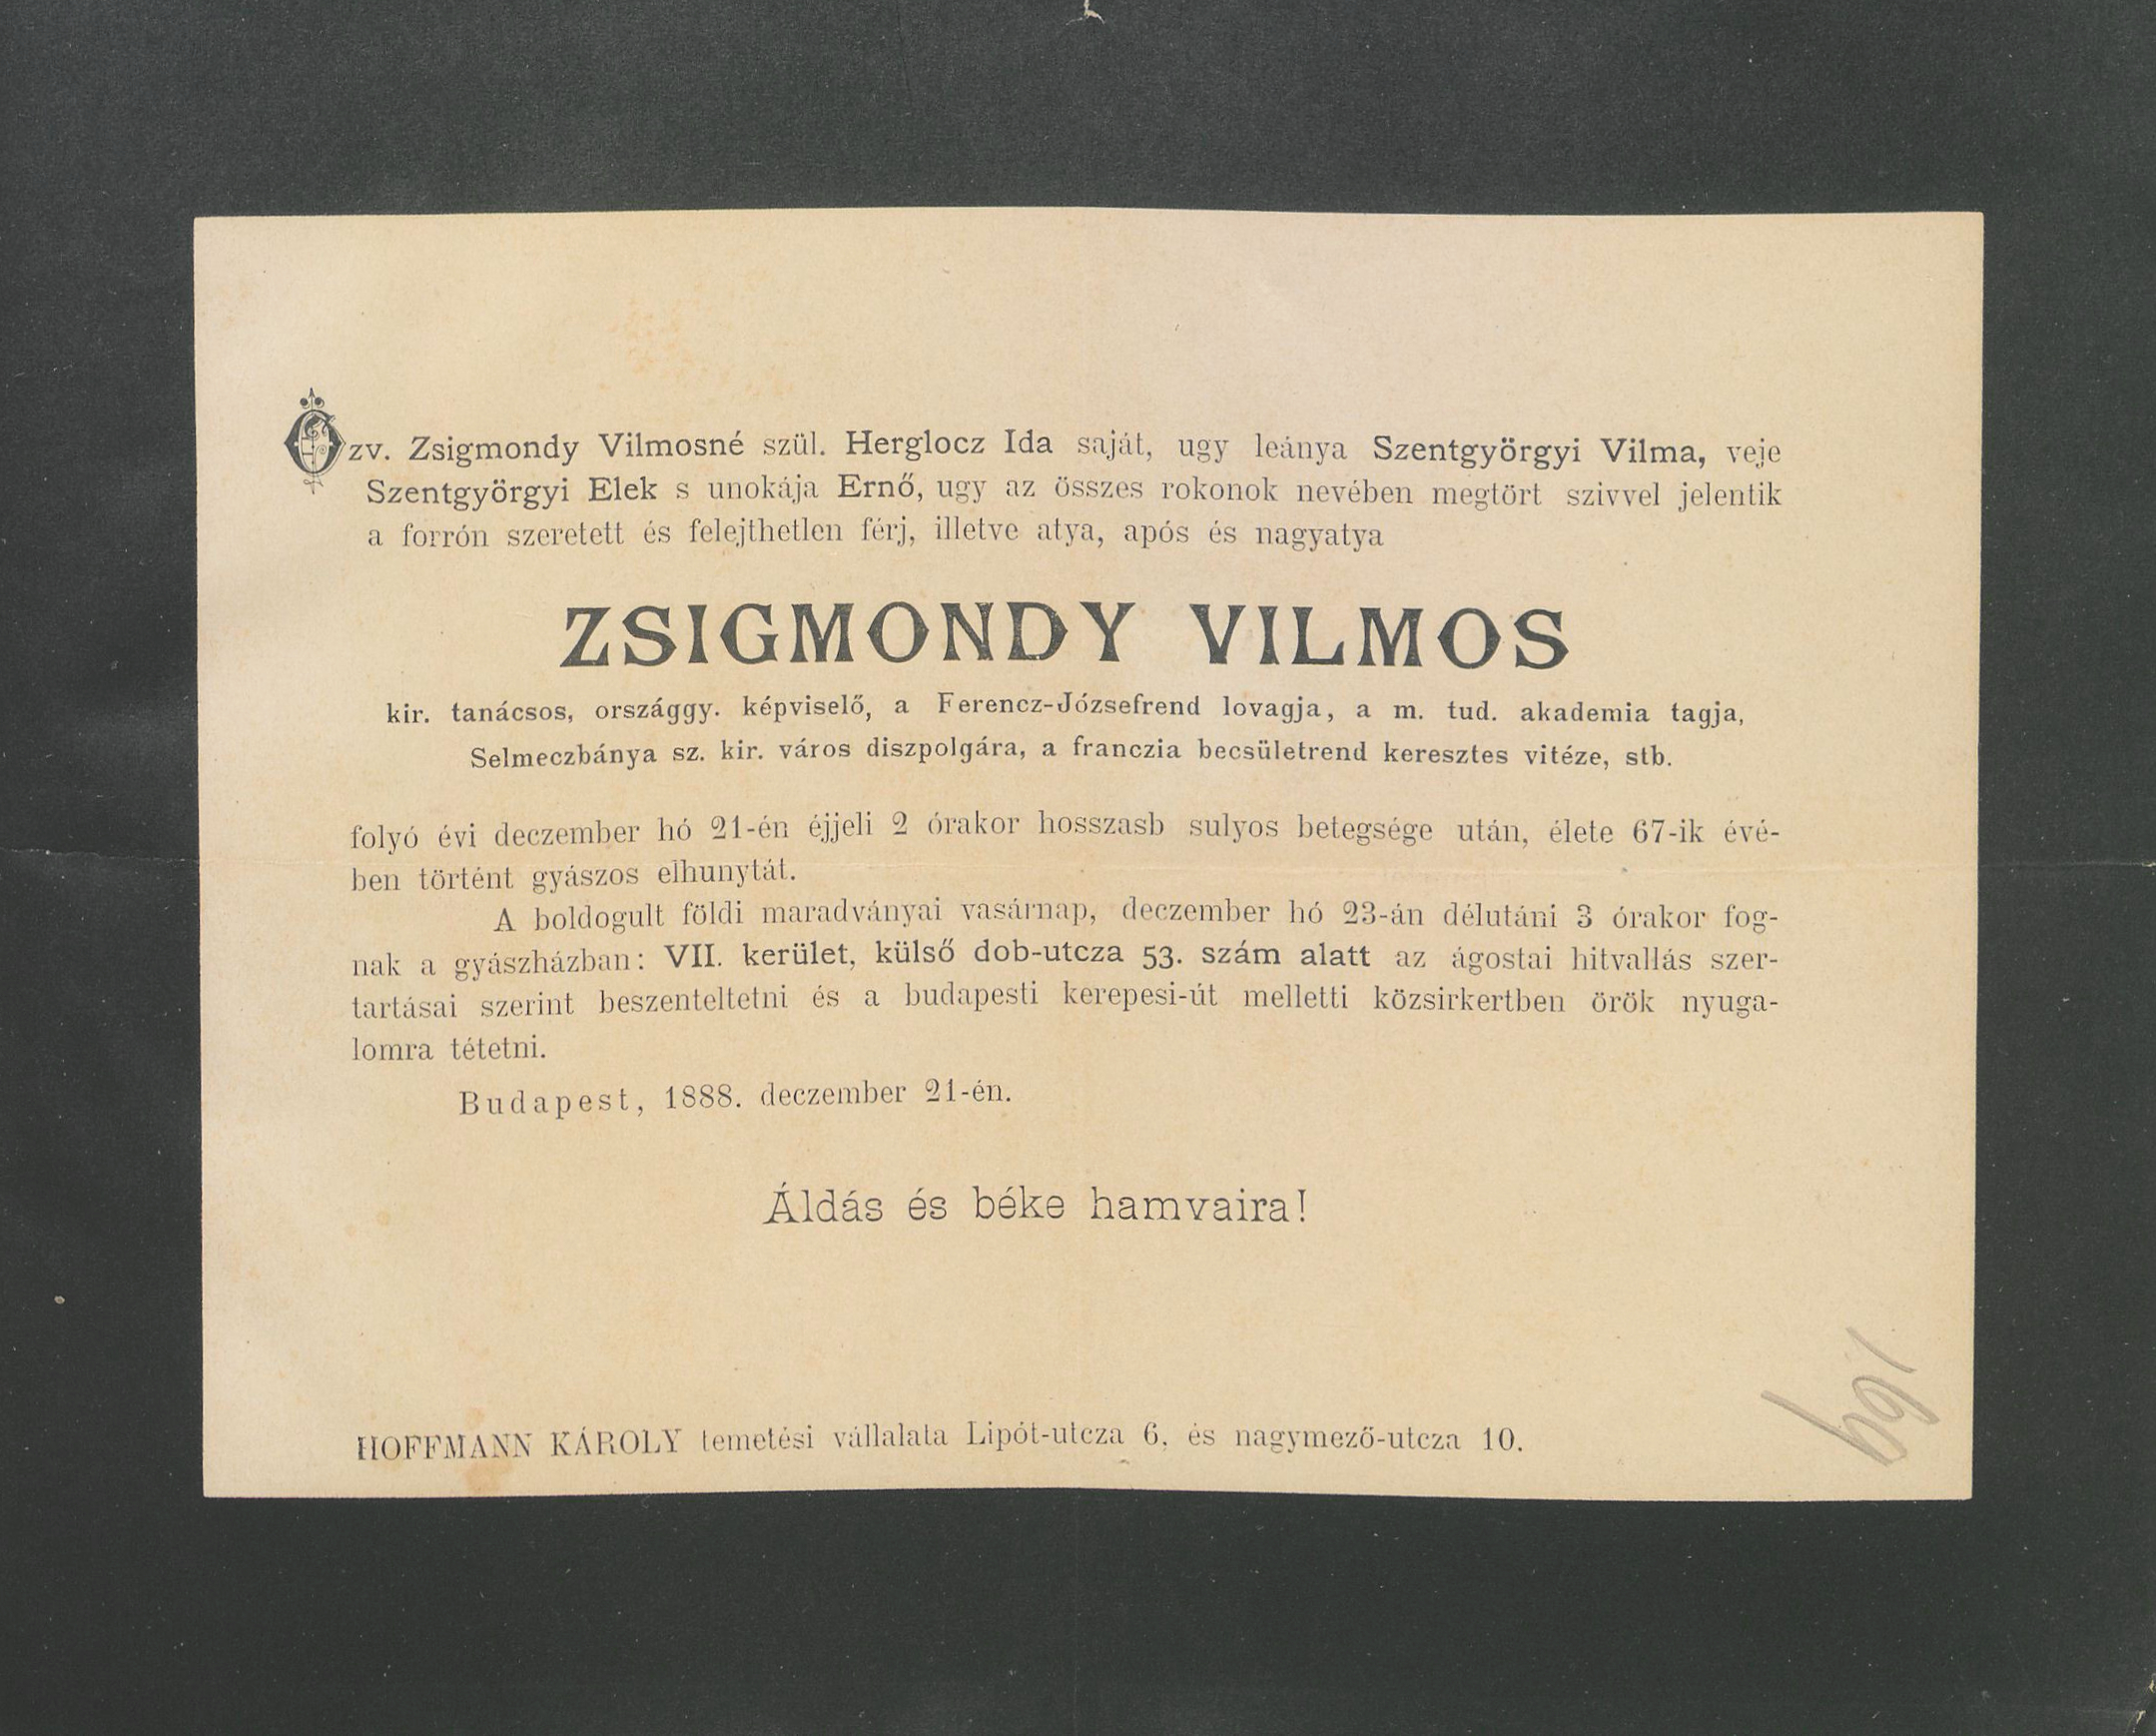 Özv. Zsigmondy Vilmosné szül. Herglocz Ida saját, ugy leánya Szentgyörgyi Vilma, veje
Szentgyörgyi Elek s unokája Ernő, ugy az összes rokonok nevében megtört szivvel jelentik
a forrón szeretett és felejthetlen férj, illetve atya, após és nagyatya
ZSIGMONDY VILMOS
kir. tanácsos, országgy. képviselő, a Ferencz-Józsefrend lovagja, a m. tud. akademia tagja,
Selmeczbánya sz. kir. város diszpolgára, a franczia becsületrend keresztes vitéze, stb.
folyó évi deczember hó 21-én éjjeli 2 órakor hosszasb sulyos betegsége után, élete 67-ik évé-
ben történt gyászos elhunytát.
A boldogult földi maradványai vasárnap, deczember hó 23-án délutáni 3 órakor fog-
nak a gyászházban: VII. kerület, külső dob-utcza 53. szám alatt az ágostai hitvallás szer-
tartásai szerint beszenteltetni és a budapesti kerepesi-út melletti közsirkertben örök nyuga-
lomra tétetni.
Budapest, 1888. deczember 21-én.
Áldás és béke hamvaira!
HOFFMANN KÁROLY temetési vállalata Lipót-utcza 6, és nagymező-utcza 10.